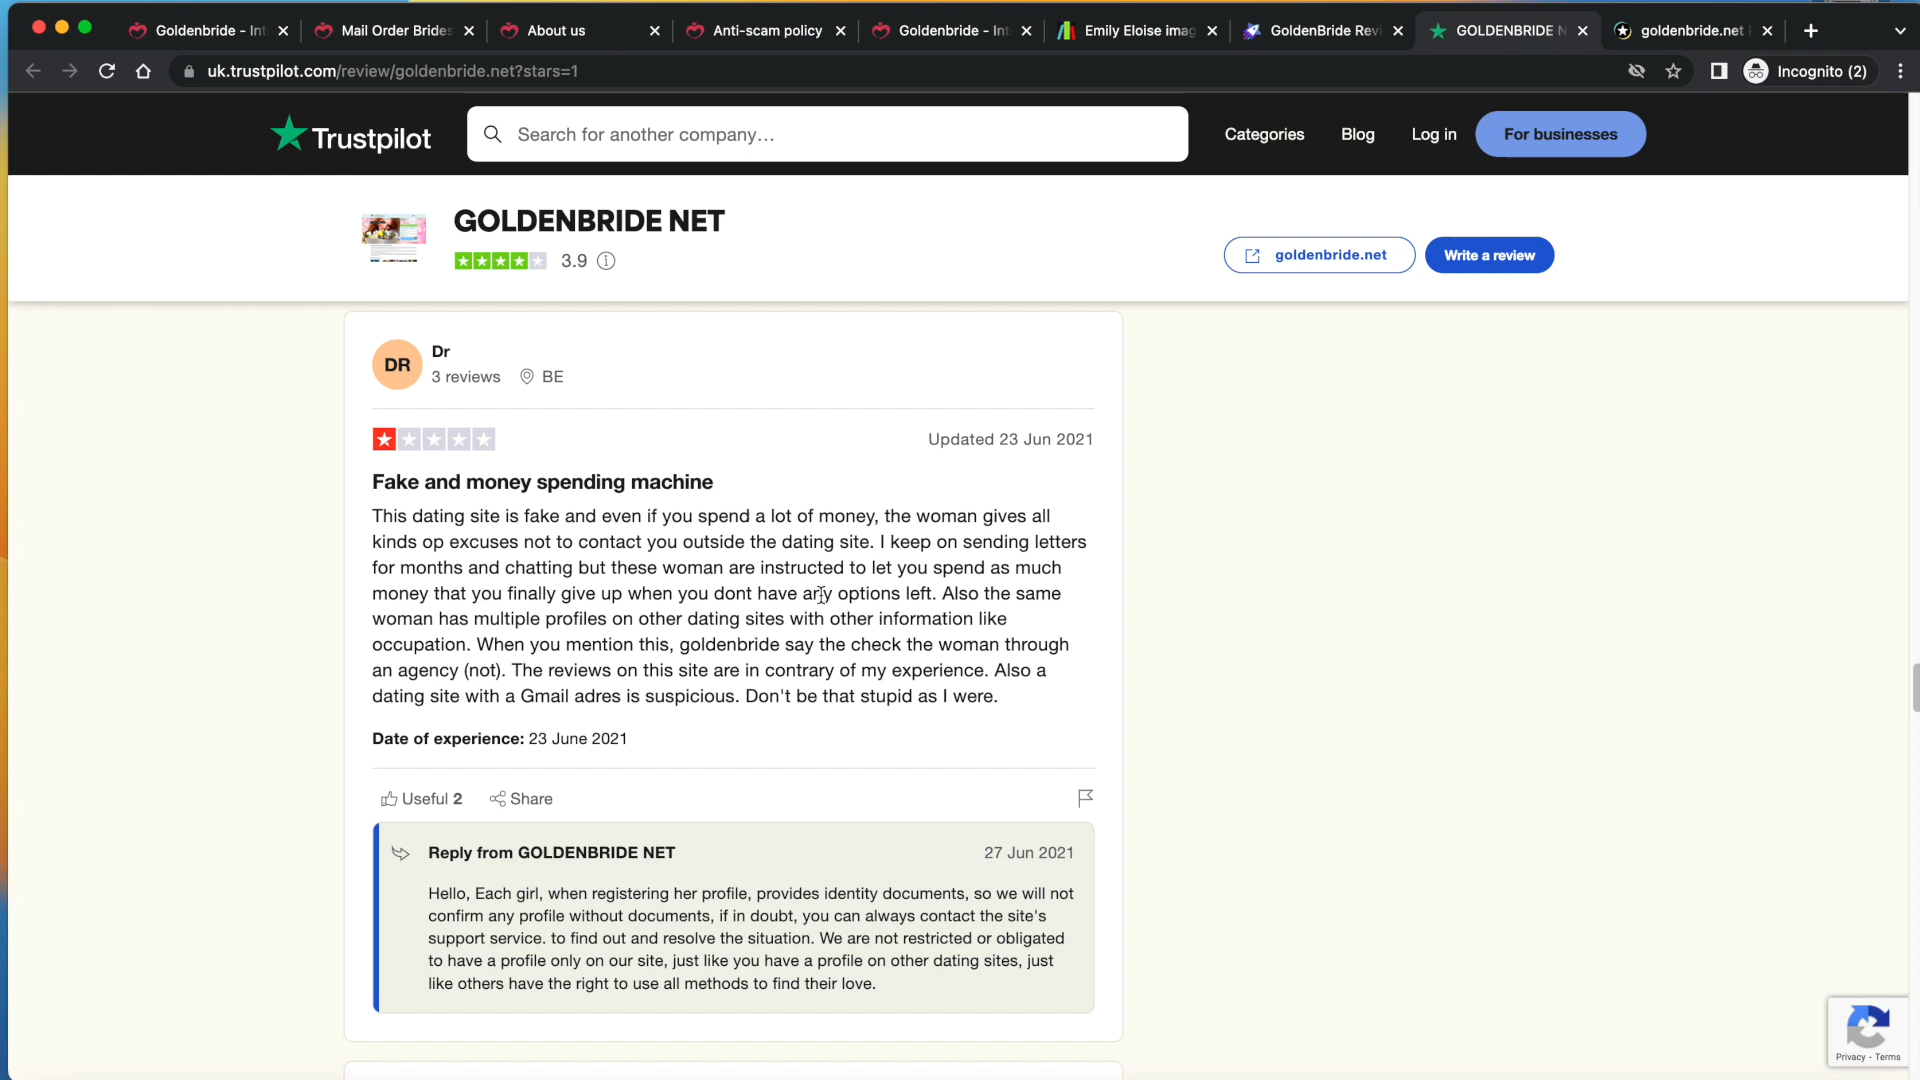 Goldenbride - Int
Mail Order Brides
About us
Anti-scam policy
Goldenbride - Int
Emily Eloise imag
GoldenBride Revi
GOLDENBRIDE N
goldenbride.net
uk.trustpilot.com/review/goldenbride.net?stars=1
Incognito (2)
Trustpilot
Search for another company…
Categories
Blog
Log in
For businesses
GOLDENBRIDE NET
3.9
goldenbride.net
Write a review
DR
Dr
3 reviews BE
Updated 23 Jun 2021
Fake and money spending machine
This dating site is fake and even if you spend a lot of money, the woman gives all
kinds op excuses not to contact you outside the dating site. I keep on sending letters
for months and chatting but these woman are instructed to let you spend as much
money that you finally give up when you dont have any options left. Also the same
woman has multiple profiles on other dating sites with other information like
occupation. When you mention this, goldenbride say the check the woman through
an agency (not). The reviews on this site are in contrary of my experience. Also a
dating site with a Gmail adres is suspicious. Don't be that stupid as I were.
Date of experience: 23 June 2021
Useful 2
Share
Reply from GOLDENBRIDE NET
27 Jun 2021
Hello, Each girl, when registering her profile, provides identity documents, so we will not
confirm any profile without documents, if in doubt, you can always contact the site's
support service. to find out and resolve the situation. We are not restricted or obligated
to have a profile only on our site, just like you have a profile on other dating sites, just
like others have the right to use all methods to find their love.
Privacy - Terms